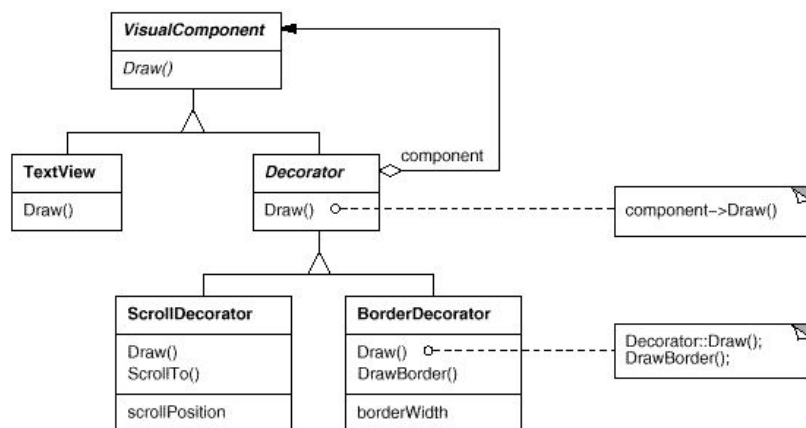 VisualComponent
Draw()
TextView
Draw()
Decorator
Draw()
component
component->Draw()
ScrollDecorator
Draw()
ScrollTo()
scrollPosition
BorderDecorator
Draw()
DrawBorder()
borderWidth
Decorator::Draw();
DrawBorder();